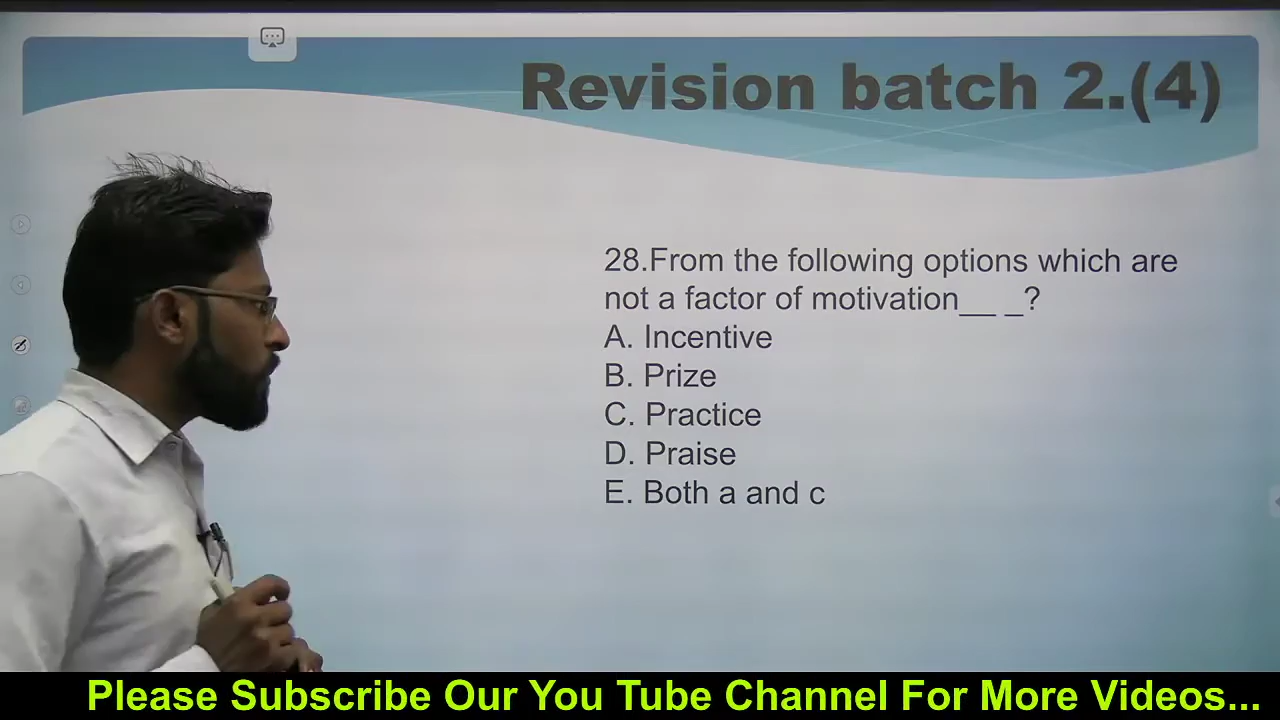 Revision batch 2.(4)
28.From the following options which are
not a factor of motivation__ _?
A. Incentive
B. Prize
C. Practice
D. Praise
E. Both a and c
Please Subscribe Our You Tube Channel For More Videos...